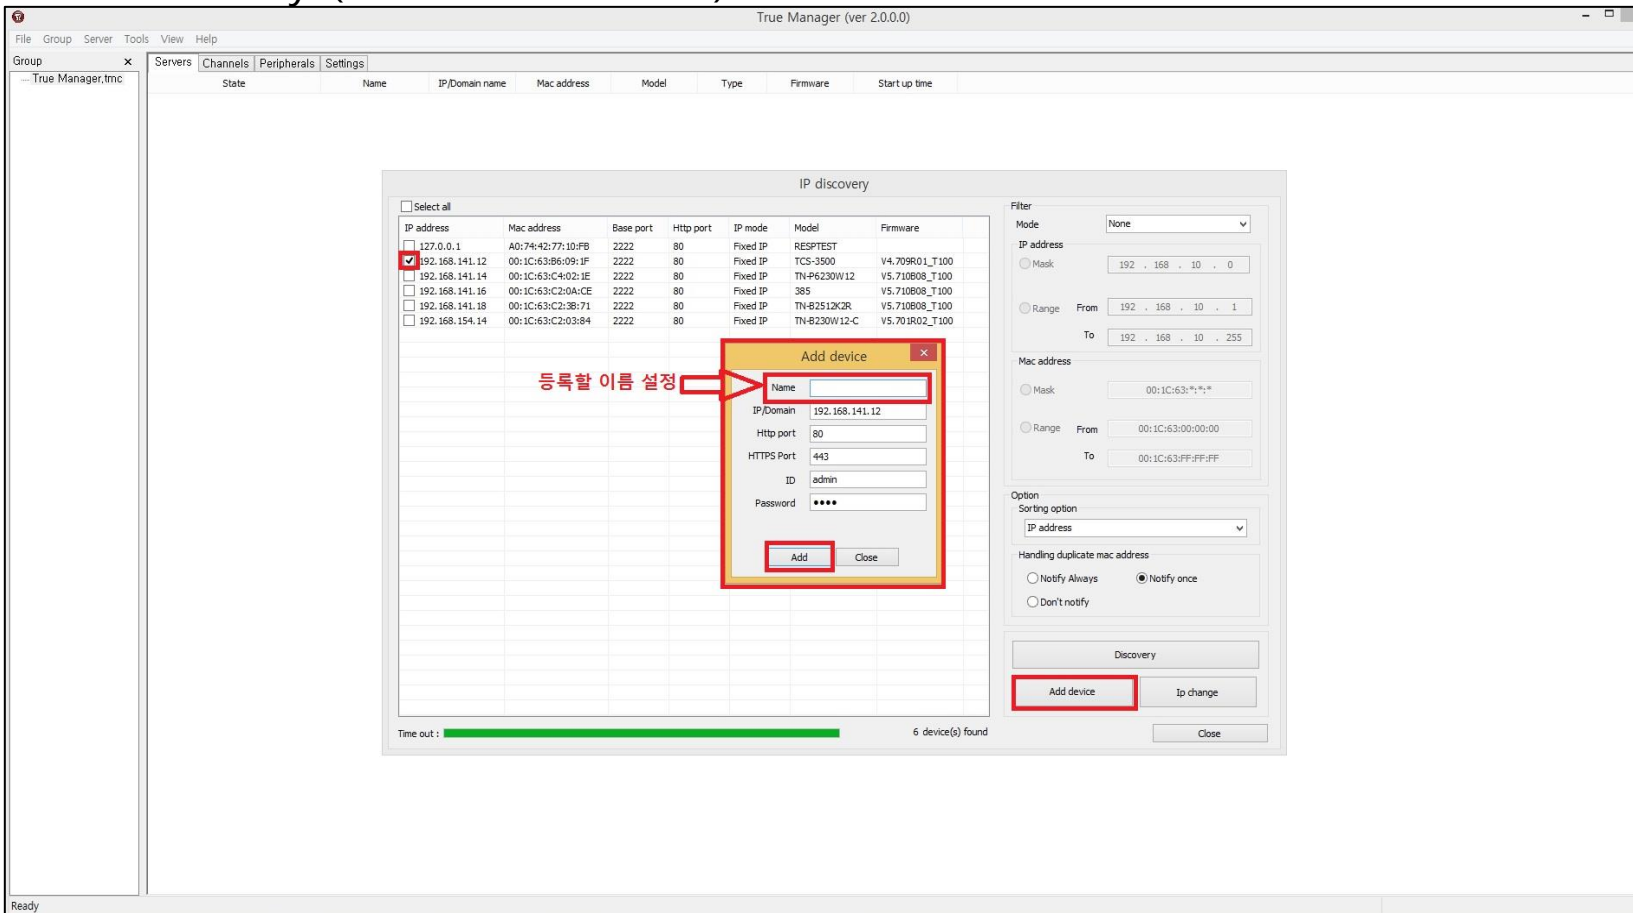 True Manager (ver 2.0.0.0)
File Group Server Tools View Help
Group x
True Manager,tmc
Servers Channels Peripherals Settings
State Name IP/Domain name Mac address Model Type Firmware Start up time
IP discovery
Select all
IP address Mac address Base port Http port IP mode Model Firmware
127.0.0.1 A0:74:42:77:10:FB 2222 80 Fixed IP RESPTEST
192.168.141.12 00:1C:63:B6:09:1F 2222 80 Fixed IP TCS-3500 V4.709R01_T100
192.168.141.14 00:1C:63:C4:02:1E 2222 80 Fixed IP TN-P6230W12 V5.710B08_T100
192.168.141.16 00:1C:63:C2:0A:CE 2222 80 Fixed IP 385 V5.710B08_T100
192.168.141.18 00:1C:63:C2:3B:71 2222 80 Fixed IP TN-B2512K2R V5.710B08_T100
192.168.154.14 00:1C:63:C2:03:84 2222 80 Fixed IP TN-B230W12-C V5.701R02_T100
등록할 이름 설정
Add device
Name
IP/Domain 192.168.141.12
Http port 80
HTTPS Port 443
ID admin
Password ••••
Add Close
Time out :
6 device(s) found
Filter
Mode None
IP address
Mask 192 . 168 . 10 . 0
Range From 192 . 168 . 10 . 1
To 192 . 168 . 10 . 255
Mac address
Mask 00:1C:63:*:*:*
Range From 00:1C:63:00:00:00
To 00:1C:63:FF:FF:FF
Option
Sorting option
IP address
Handling duplicate mac address
Notify Always Notify once
Don't notify
Discovery
Add device Ip change
Close
Ready